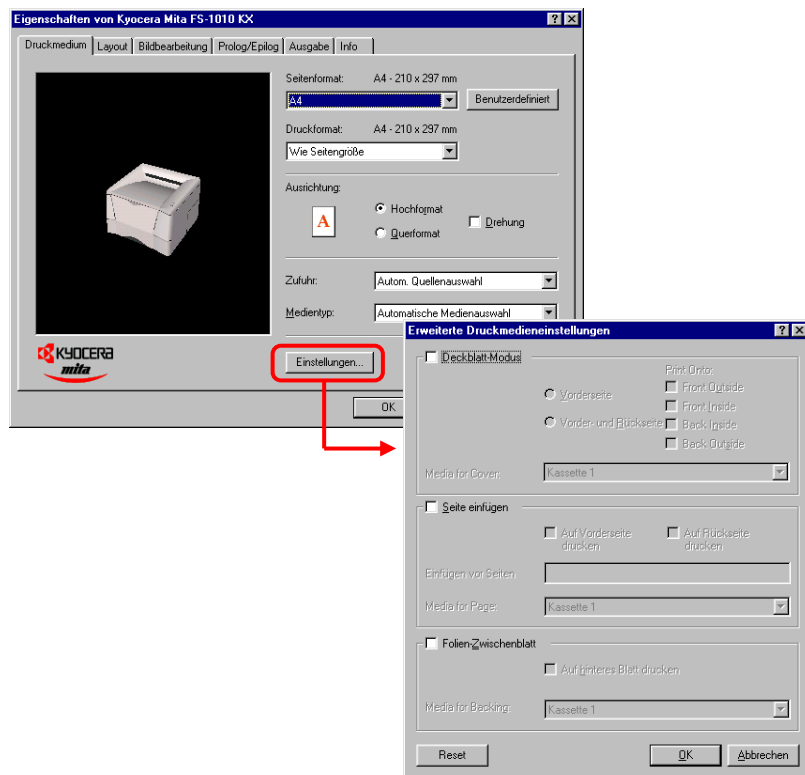 Eigenschaften von Kyocera Mita FS-1010 KX
Druckmedium Layout Bildbearbeitung Prolog/Epilog Ausgabe Info
Seitenformat: A4 - 210 x 297 mm
A4 Benutzerdefiniert
Druckformat: A4 - 210 x 297 mm
Wie Seitengröße
Ausrichtung:
A
Hochformat
Querformat
Drehung
Zufuhr: Autom. Quellenauswahl
Medientyp: Automatische Medienauswahl
KYOCERA
mita
Einstellungen...
OK
Erweiterte Druckmedieneinstellungen
Deckblatt-Modus
Print Onto:
Vorderseite
Vorder- und Rückseite
Front Outside
Front Inside
Back Inside
Back Outside
Media for Cover: Kassette 1
Seite einfügen
Auf Vorderseite drucken
Auf Rückseite drucken
Einfügen vor Seiten
Media for Page: Kassette 1
Folien-Zwischenblatt
Auf hinteres Blatt drucken
Media for Backing: Kassette 1
Reset OK Abbrechen